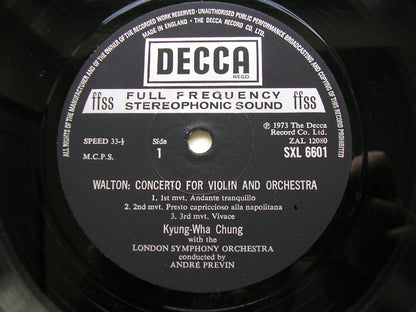 ALL RIGHTS OF THE MANUFACTURER AND OF THE OWNER OF THE RECORDED WORK RESERVED · UNAUTHORISED PUBLIC PERFORMANCE BROADCASTING AND COPYING OF THIS RECORD PROHIBITED
MADE IN ENGLAND · THE DECCA RECORD CO. LTD.
DECCA
REGD.
ffss FULL FREQUENCY ffss
STEREOPHONIC SOUND
℗ 1973 The Decca
Record Co. Ltd.
SPEED 33⅓ Side ZAL 12080
M.C.P.S. 1 SXL 6601
WALTON: CONCERTO FOR VIOLIN AND ORCHESTRA
1. 1st mvt. Andante tranquillo
2. 2nd mvt. Presto capriccioso alla napolitana
3. 3rd mvt. Vivace
Kyung-Wha Chung
with the
LONDON SYMPHONY ORCHESTRA
conducted by
ANDRÉ PREVIN